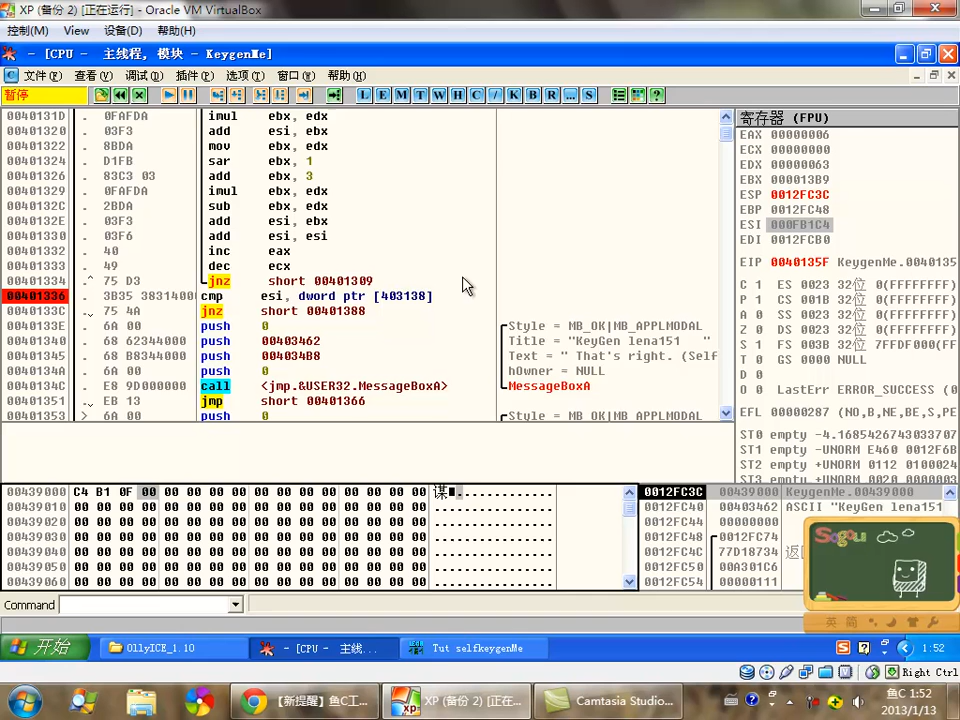 XP (备份 2) [正在运行] - Oracle VM VirtualBox
控制(M) View 设备(D) 帮助(H)
- [CPU - 主线程, 模块 - KeygenMe]
C 文件(F) 查看(V) 调试(D) 插件(P) 选项(T) 窗口(W) 帮助(H)
暂停 L E M T W H C / K B R ... S ?
0040131D . 0FAFDA imul ebx, edx
00401320 . 03F3 add esi, ebx
00401322 . 8BDA mov ebx, edx
00401324 . D1FB sar ebx, 1
00401326 . 83C3 03 add ebx, 3
00401329 . 0FAFDA imul ebx, edx
0040132C . 2BDA sub ebx, edx
0040132E . 03F3 add esi, ebx
00401330 . 03F6 add esi, esi
00401332 . 40 inc eax
00401333 . 49 dec ecx
00401334 .^ 75 D3 jnz short 00401309
00401336 . 3B35 38314000 cmp esi, dword ptr [403138]
0040133C . 75 4A jnz short 00401388
0040133E . 6A 00 push 0 Style = MB_OK|MB_APPLMODAL
00401340 . 68 62344000 push 00403462 Title = "KeyGen lena151 "
00401345 . 68 B8344000 push 004034B8 Text = " That's right. (Self
0040134A . 6A 00 push 0 hOwner = NULL
0040134C . E8 9D000000 call <jmp.&USER32.MessageBoxA> MessageBoxA
00401351 . EB 13 jmp short 00401366
00401353 > 6A 00 push 0 Style = MB_OK|MB_APPLMODAL
寄存器 (FPU)
EAX 00000006
ECX 00000000
EDX 00000063
EBX 000013B9
ESP 0012FC3C
EBP 0012FC48
ESI 000FB1C4
EDI 0012FCB0
EIP 0040135F KeygenMe.0040135
C 1 ES 0023 32位 0(FFFFFFFF)
P 1 CS 001B 32位 0(FFFFFFFF)
A 0 SS 0023 32位 0(FFFFFFFF)
Z 0 DS 0023 32位 0(FFFFFFFF)
S 1 FS 003B 32位 7FFDF000(FF
T 0 GS 0000 NULL
D 0
O 0 LastErr ERROR_SUCCESS (0
EFL 00000287 (NO,B,NE,BE,S,PE
ST0 empty -4.1685426743033707
ST1 empty -UNORM E460 0012F6B
ST2 empty +UNORM 0112 0100024
ST3 empty +UNORM 0020 0012FCB
00439000 C4 B1 0F 00 00 00 00 00 00 00 00 00 00 00 00 00 谋■.............
00439010 00 00 00 00 00 00 00 00 00 00 00 00 00 00 00 00 ................
00439020 00 00 00 00 00 00 00 00 00 00 00 00 00 00 00 00 ................
00439030 00 00 00 00 00 00 00 00 00 00 00 00 00 00 00 00 ................
00439040 00 00 00 00 00 00 00 00 00 00 00 00 00 00 00 00 ................
00439050 00 00 00 00 00 00 00 00 00 00 00 00 00 00 00 00 ................
00439060 00 00 00 00 00 00 00 00 00 00 00 00 00 00 00 00 ................
0012FC3C 00439000 KeygenMe.00439000
0012FC40 00403462 ASCII "KeyGen lena151
0012FC44 00000000
0012FC48 0012FC74
0012FC4C 77D18734 返
0012FC50 00A301C6
0012FC54 00000111
Sogou
英 简
Command
开始 OllyICE_1.10 - [CPU - 主线... Tut selfkeygenMe S ? 1:52
Right Ctrl
【新提醒】鱼C工... XP (备份 2) [正在... Camtasia Studio... 鱼C 1:52
2013/1/13